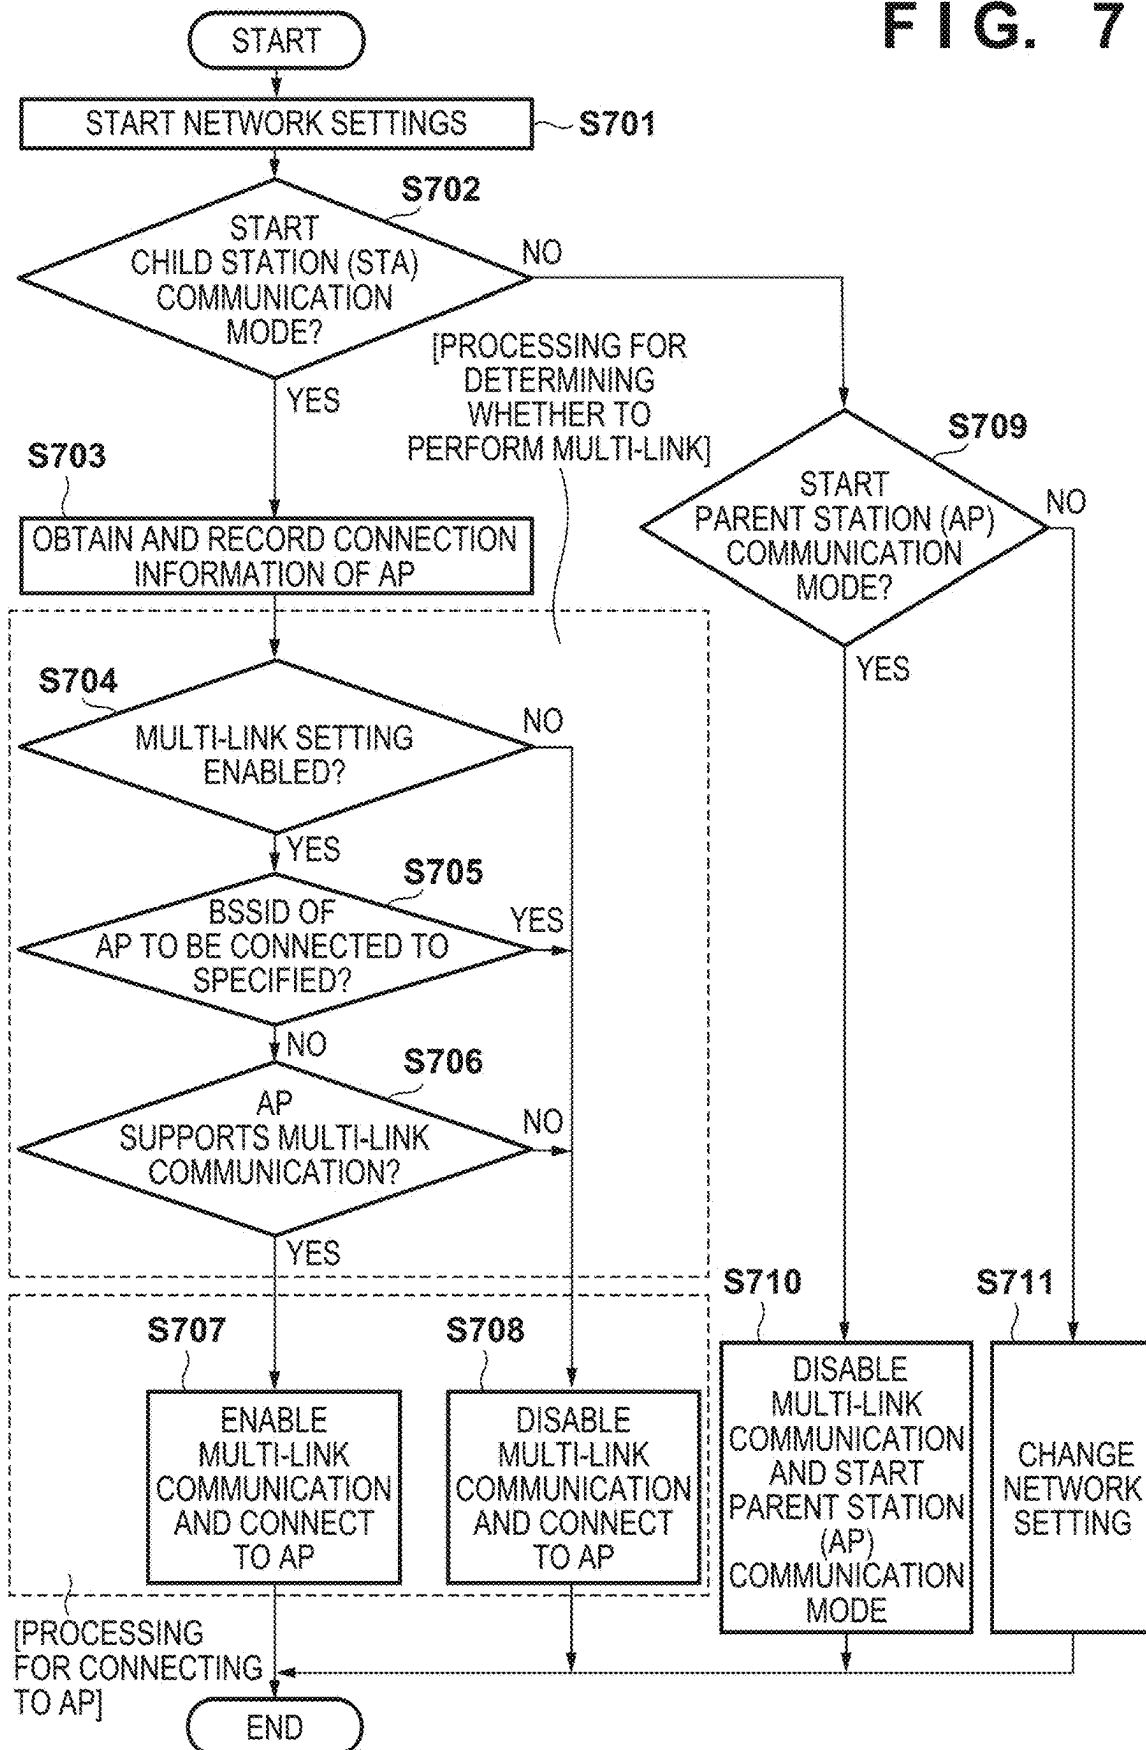 FIG. 7
START
START NETWORK SETTINGS
S701
S702
START
CHILD STATION (STA)
COMMUNICATION
MODE?
NO
YES
[PROCESSING FOR
DETERMINING
WHETHER TO
PERFORM MULTI-LINK]
S703
OBTAIN AND RECORD CONNECTION
INFORMATION OF AP
S709
START
PARENT STATION (AP)
COMMUNICATION
MODE?
NO
YES
S704
MULTI-LINK SETTING
ENABLED?
NO
YES
S705
BSSID OF
AP TO BE CONNECTED TO
SPECIFIED?
YES
NO
S706
AP
SUPPORTS MULTI-LINK
COMMUNICATION?
NO
YES
S707
ENABLE
MULTI-LINK
COMMUNICATION
AND CONNECT
TO AP
S708
DISABLE
MULTI-LINK
COMMUNICATION
AND CONNECT
TO AP
S710
DISABLE
MULTI-LINK
COMMUNICATION
AND START
PARENT STATION
(AP)
COMMUNICATION
MODE
S711
CHANGE
NETWORK
SETTING
[PROCESSING
FOR CONNECTING
TO AP]
END